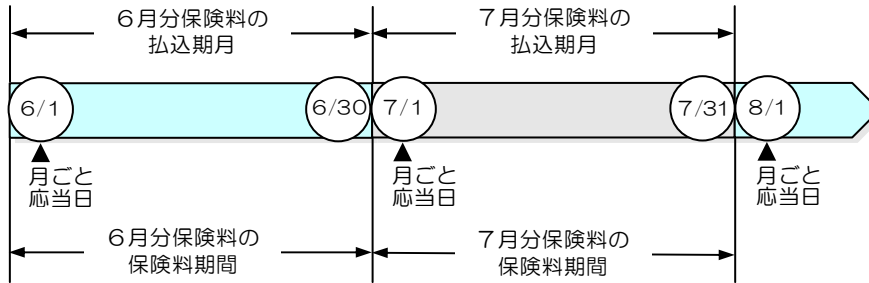 ６月分保険料の
払込期月
７月分保険料の
払込期月
6/1
6/30
7/1
7/31
8/1
月ごと
応当日
月ごと
応当日
月ごと
応当日
６月分保険料の
保険料期間
７月分保険料の
保険料期間